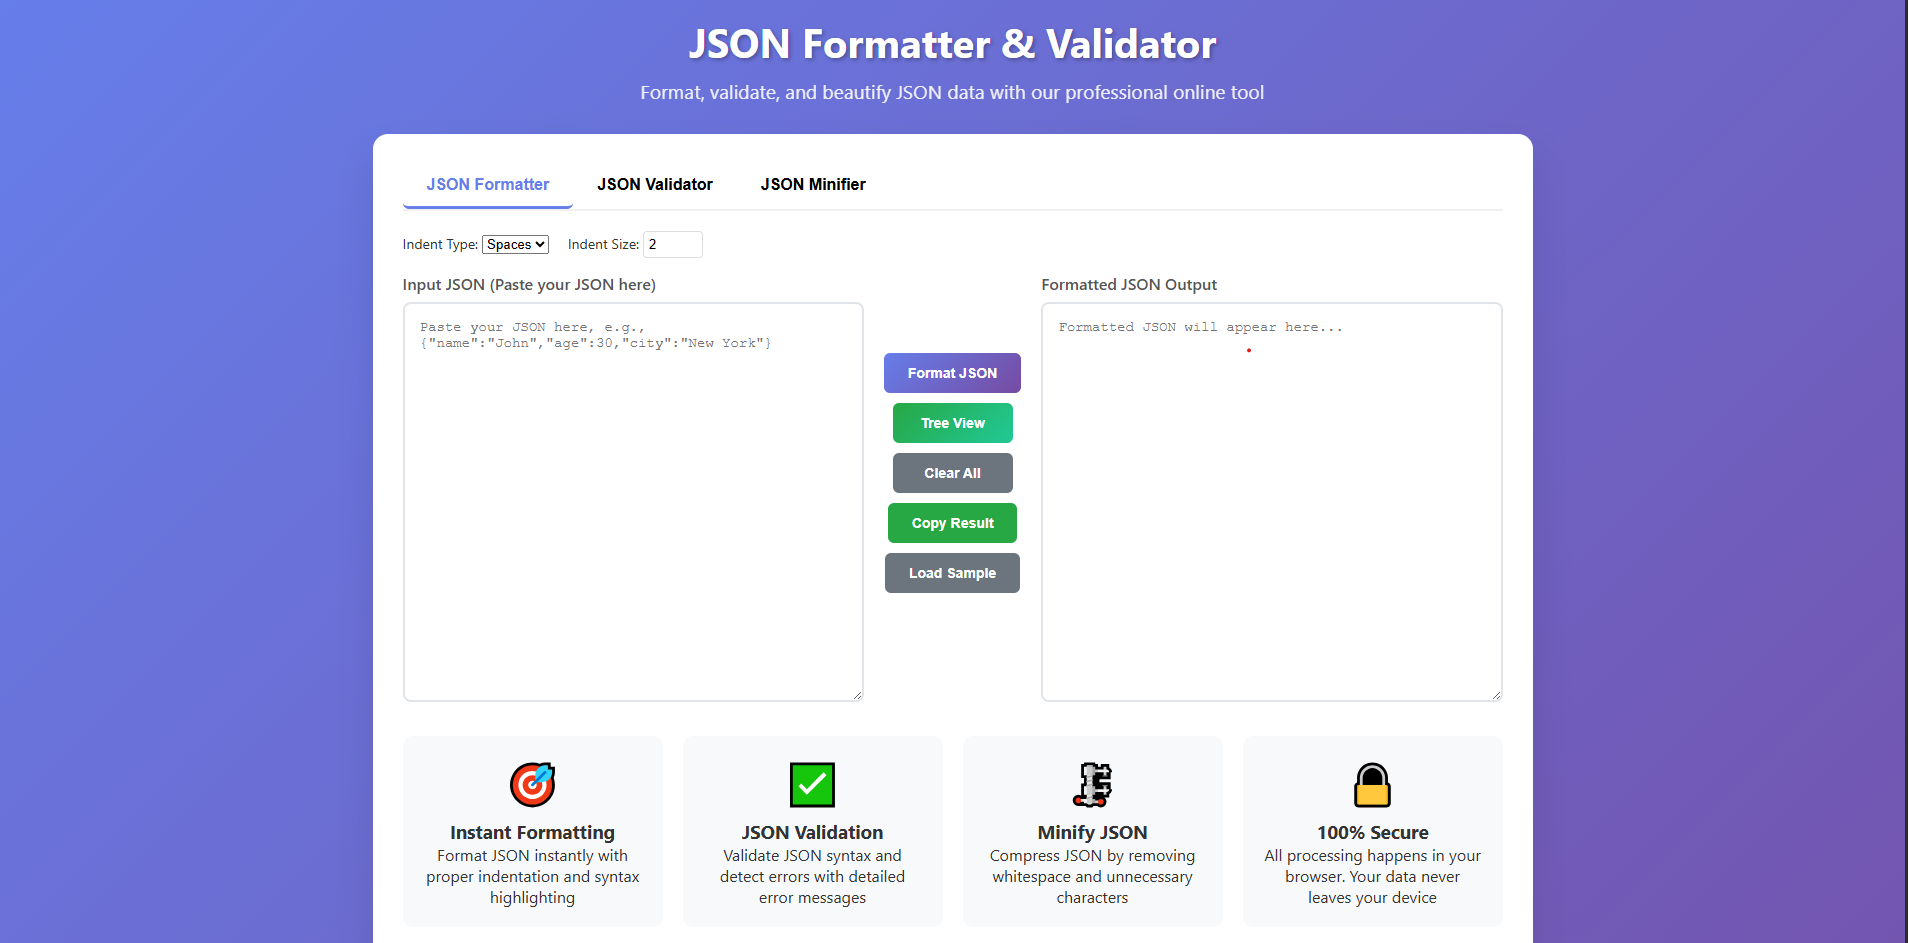 JSON Formatter & Validator
Format, validate, and beautify JSON data with our professional online tool
JSON Formatter
JSON Validator
JSON Minifier
Indent Type: Spaces
Indent Size: 2
Input JSON (Paste your JSON here)
Paste your JSON here, e.g.,
{"name":"John","age":30,"city":"New York"}
Format JSON
Tree View
Clear All
Copy Result
Load Sample
Formatted JSON Output
Formatted JSON will appear here...
Instant Formatting
Format JSON instantly with
proper indentation and syntax
highlighting
JSON Validation
Validate JSON syntax and
detect errors with detailed
error messages
Minify JSON
Compress JSON by removing
whitespace and unnecessary
characters
100% Secure
All processing happens in your
browser. Your data never
leaves your device